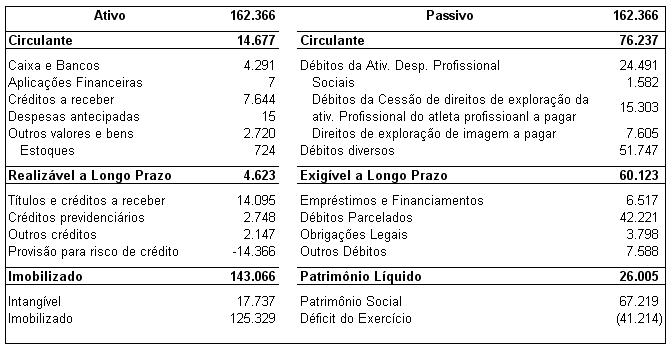 Ativo 162.366 Passivo 162.366
Circulante 14.677 Circulante 76.237
Caixa e Bancos 4.291 Débitos da Ativ. Desp. Profissional 24.491
Aplicações Financeiras 7 Sociais 1.582
Créditos a receber 7.644 Débitos da Cessão de direitos de exploração da
Despesas antecipadas 15 ativ. Profissional do atleta profissioanl a pagar 15.303
Outros valores e bens 2.720 Direitos de exploração de imagem a pagar 7.605
Estoques 724 Débitos diversos 51.747
Realizável a Longo Prazo 4.623 Exigível a Longo Prazo 60.123
Títulos e créditos a receber 14.095 Empréstimos e Financiamentos 6.517
Créditos previdenciários 2.748 Débitos Parcelados 42.221
Outros créditos 2.147 Obrigações Legais 3.798
Provisão para risco de crédito -14.366 Outros Débitos 7.588
Imobilizado 143.066 Património Líquido 26.005
Intangível 17.737 Patrimônio Social 67.219
Imobilizado 125.329 Déficit do Exercício (41.214)